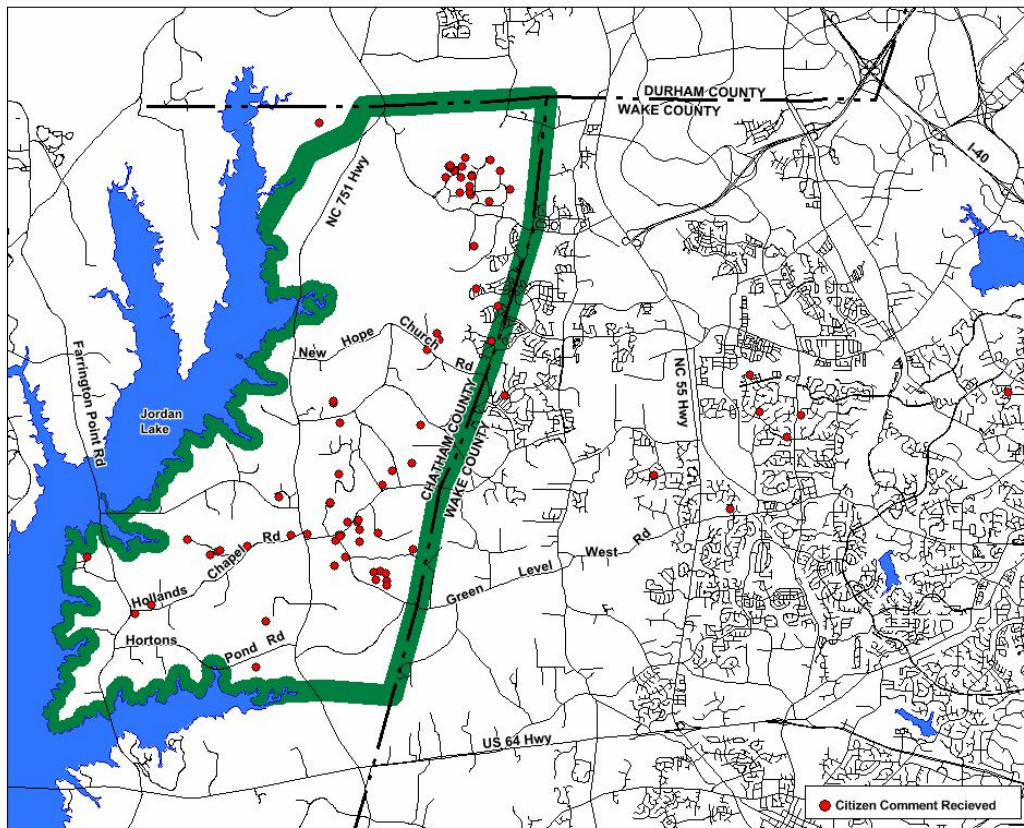 DURHAM COUNTY
WAKE COUNTY
I-40
NC 751 Hwy
New Hope Church Rd
Farrington Point Rd
Jordan
Lake
NC 55 Hwy
CHATHAM COUNTY
WAKE COUNTY
Hollands Chapel Rd
Green Level West Rd
Hortons Pond Rd
US 64 Hwy
Citizen Comment Recieved